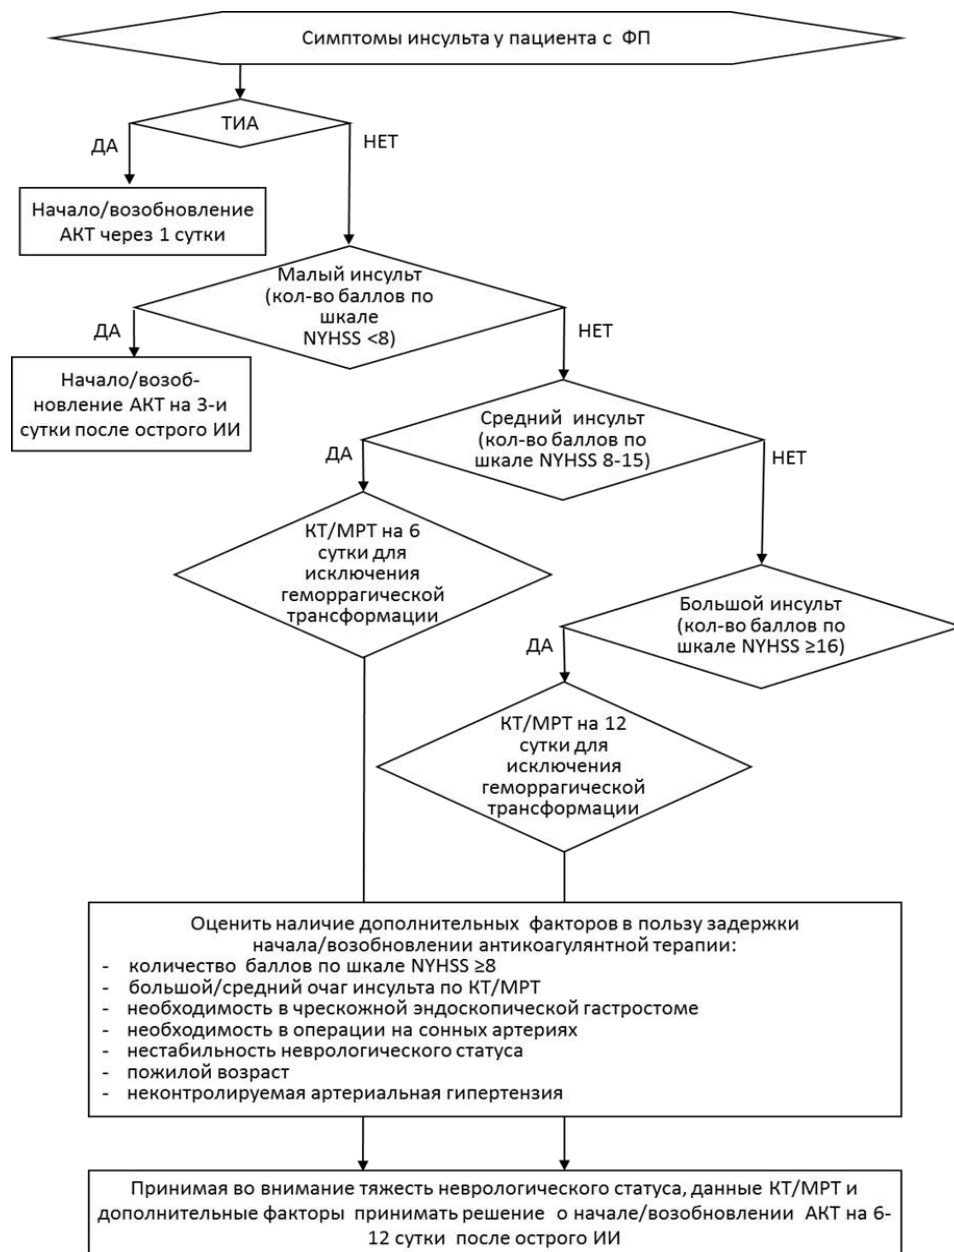 Симптомы инсульта у пациента с ФП
ТИА
ДА
НЕТ
Начало/возобновление
АКТ через 1 сутки
Малый инсульт
(кол-во баллов по
шкале
NYHSS <8)
ДА
НЕТ
Начало/возоб-
новление АКТ на 3-и
сутки после острого ИИ
Средний инсульт
(кол-во баллов по
шкале NYHSS 8-15)
ДА
НЕТ
КТ/МРТ на 6
сутки для
исключения
геморрагической
трансформации
Большой инсульт
(кол-во баллов по
шкале NYHSS ≥16)
ДА
КТ/МРТ на 12
сутки для
исключения
геморрагической
трансформации
Оценить наличие дополнительных факторов в пользу задержки
начала/возобновлении антикоагулянтной терапии:
- количество баллов по шкале NYHSS ≥8
- большой/средний очаг инсульта по КТ/МРТ
- необходимость в чрескожной эндоскопической гастростоме
- необходимость в операции на сонных артериях
- нестабильность неврологического статуса
- пожилой возраст
- неконтролируемая артериальная гипертензия
Принимая во внимание тяжесть неврологического статуса, данные КТ/МРТ и
дополнительные факторы принимать решение о начале/возобновлении АКТ на 6-
12 сутки после острого ИИ